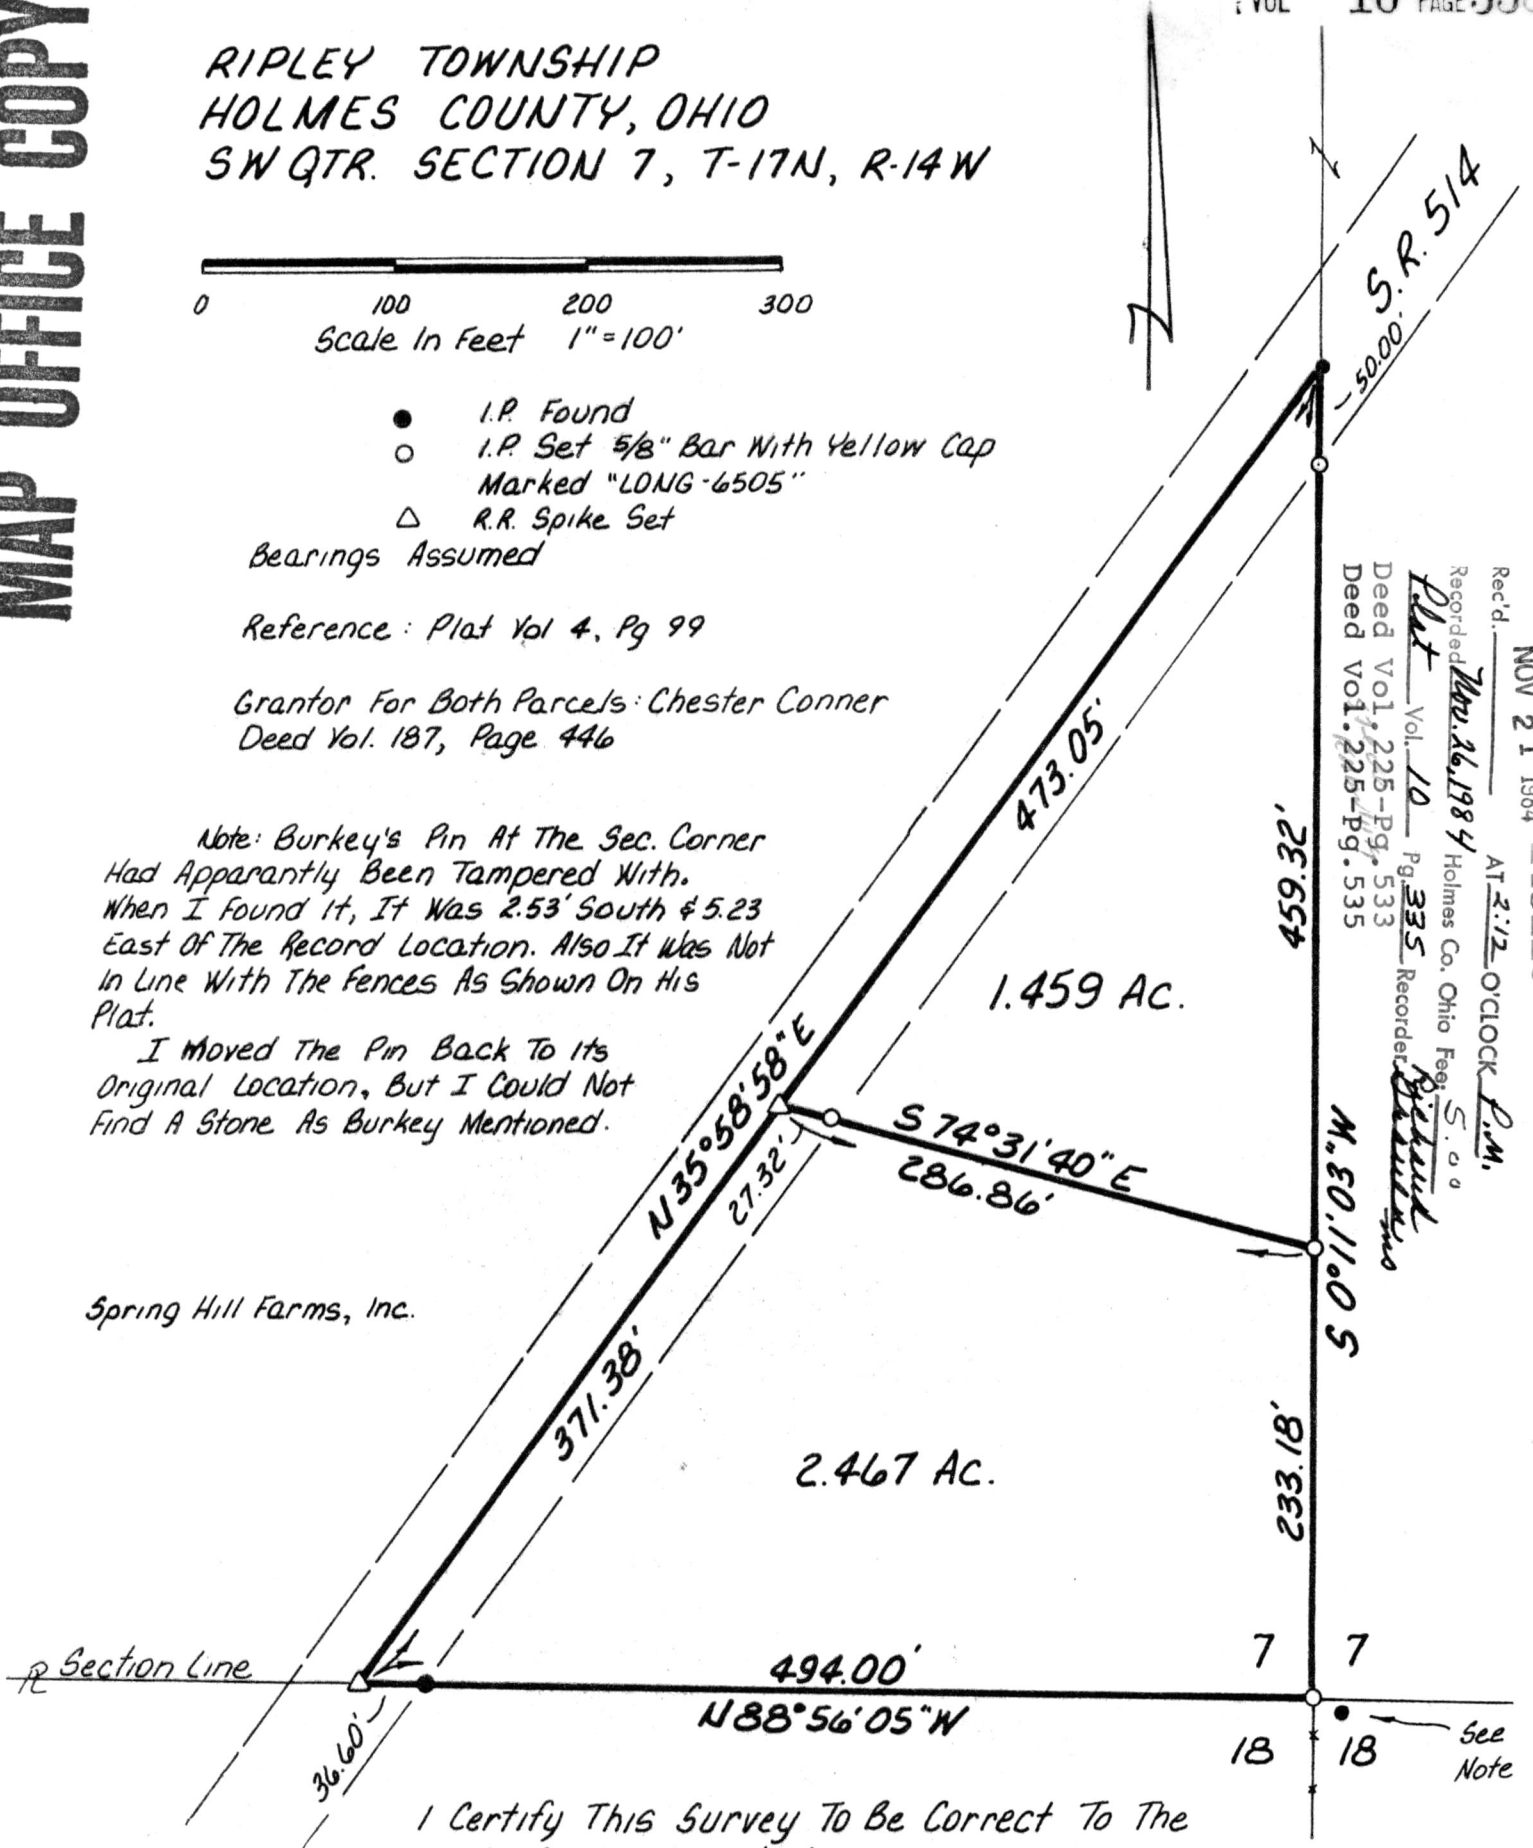 MAP OFFICE COPY
VOL 10 PAGE
RIPLEY TOWNSHIP
HOLMES COUNTY, OHIO
SW QTR. SECTION 7, T-17N, R-14W
0 100 200 300
Scale In Feet 1"=100'
● I.P. Found
○ I.P. Set 5/8" Bar With Yellow Cap
Marked "LONG-6505"
△ R.R. Spike Set
Bearings Assumed
Reference: Plat Vol 4, Pg 99
Grantor For Both Parcels: Chester Conner
Deed Vol. 187, Page 446
Note: Burkey's Pin At The Sec. Corner
Had Apparantly Been Tampered With.
When I Found It, It Was 2.53' South & 5.23
East Of The Record Location. Also It Was Not
In Line With The Fences As Shown On His
Plat.
I Moved The Pin Back To Its
Original Location, But I Could Not
Find A Stone As Burkey Mentioned.
Spring Hill Farms, Inc.
S.R. 514
50.00'
473.05'
459.32'
1.459 AC.
N 35°58'58" E
27.32'
S 74°31'40" E
286.86'
S 0°11'03" W
371.38'
2.467 AC.
233.18'
NOV 21 1984
Rec'd. AT 2:12 O'CLOCK P.M.
Recorded Nov. 26, 1984 Holmes Co. Ohio Fee: 5.00
Plat Vol. 10 Pg. 335 Recorder
Deed Vol. 225-Pg. 533
Deed Vol. 225-Pg. 535
Section Line
494.00'
N 88°56'05" W
36.60'
7 7
18 18
See
Note
I Certify This Survey To Be Correct To The